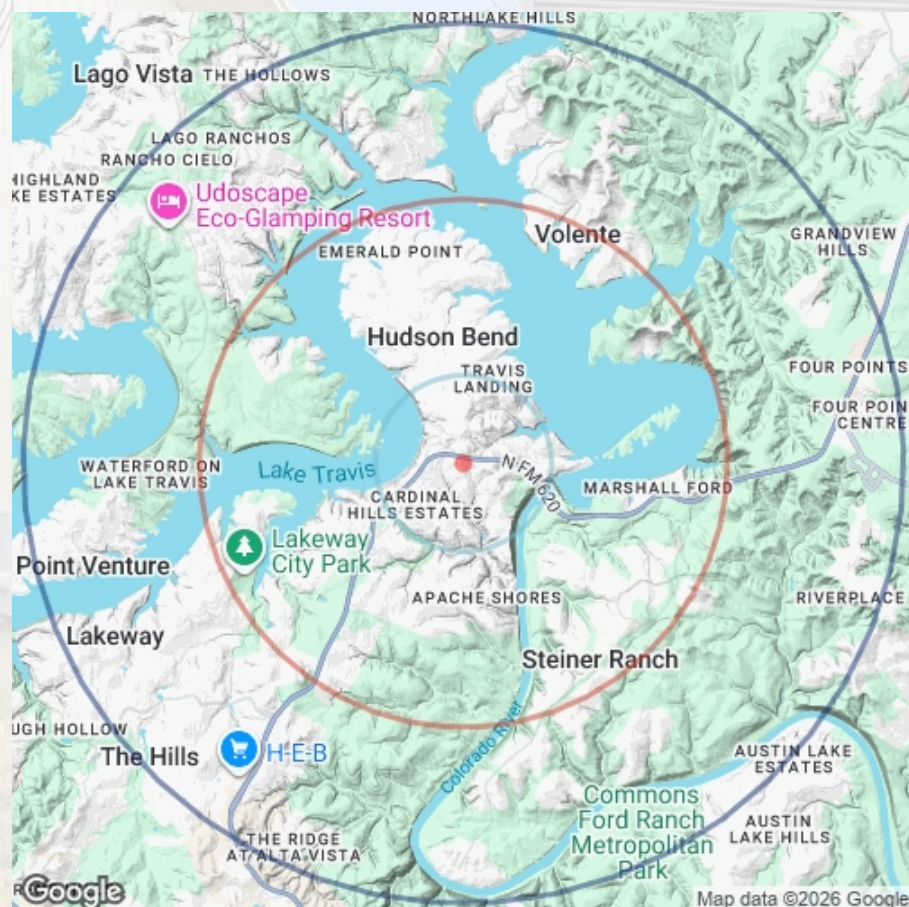 NORTHLAKE HILLS
Lago Vista
THE HOLLOWS
LAGO RANCHOS
RANCHO CIELO
HIGHLAND
KE ESTATES
Udoscape
Eco-Glamping Resort
Volente
GRANDVIEW
HILLS
EMERALD POINT
Hudson Bend
TRAVIS
LANDING
FOUR POINTS
FOUR POIN
CENTRE
WATERFORD ON
LAKE TRAVIS
Lake Travis
N FM 620
MARSHALL FORD
CARDINAL
HILLS ESTATES
Lakeway
City Park
Point Venture
APACHE SHORES
RIVERPLACE
Lakeway
Steiner Ranch
UGH HOLLOW
The Hills
H-E-B
Colorado River
AUSTIN LAKE
ESTATES
Commons
Ford Ranch
Metropolitan
Park
AUSTIN
LAKE HILLS
THE RIDGE
AT ALTA VISTA
Google
Map data ©2026 Google